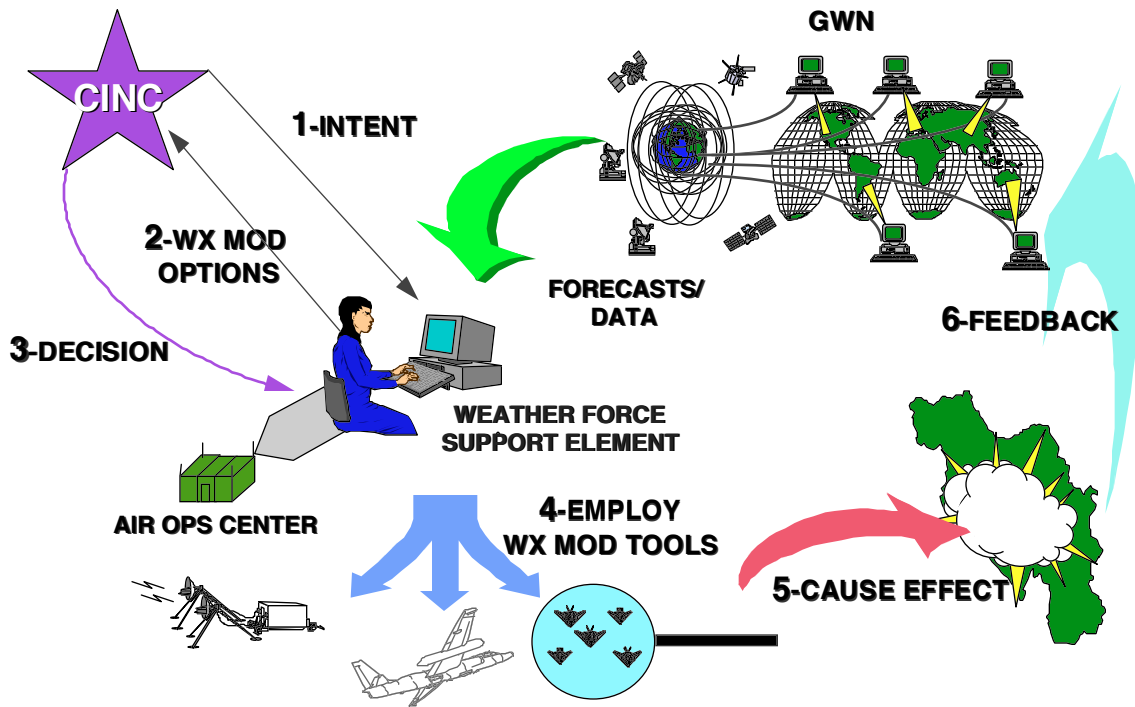 GWN
CINC
1-INTENT
2-WX MOD
OPTIONS
FORECASTS/
DATA
3-DECISION
6-FEEDBACK
WEATHER FORCE
SUPPORT ELEMENT
AIR OPS CENTER
4-EMPLOY
WX MOD TOOLS
5-CAUSE EFFECT